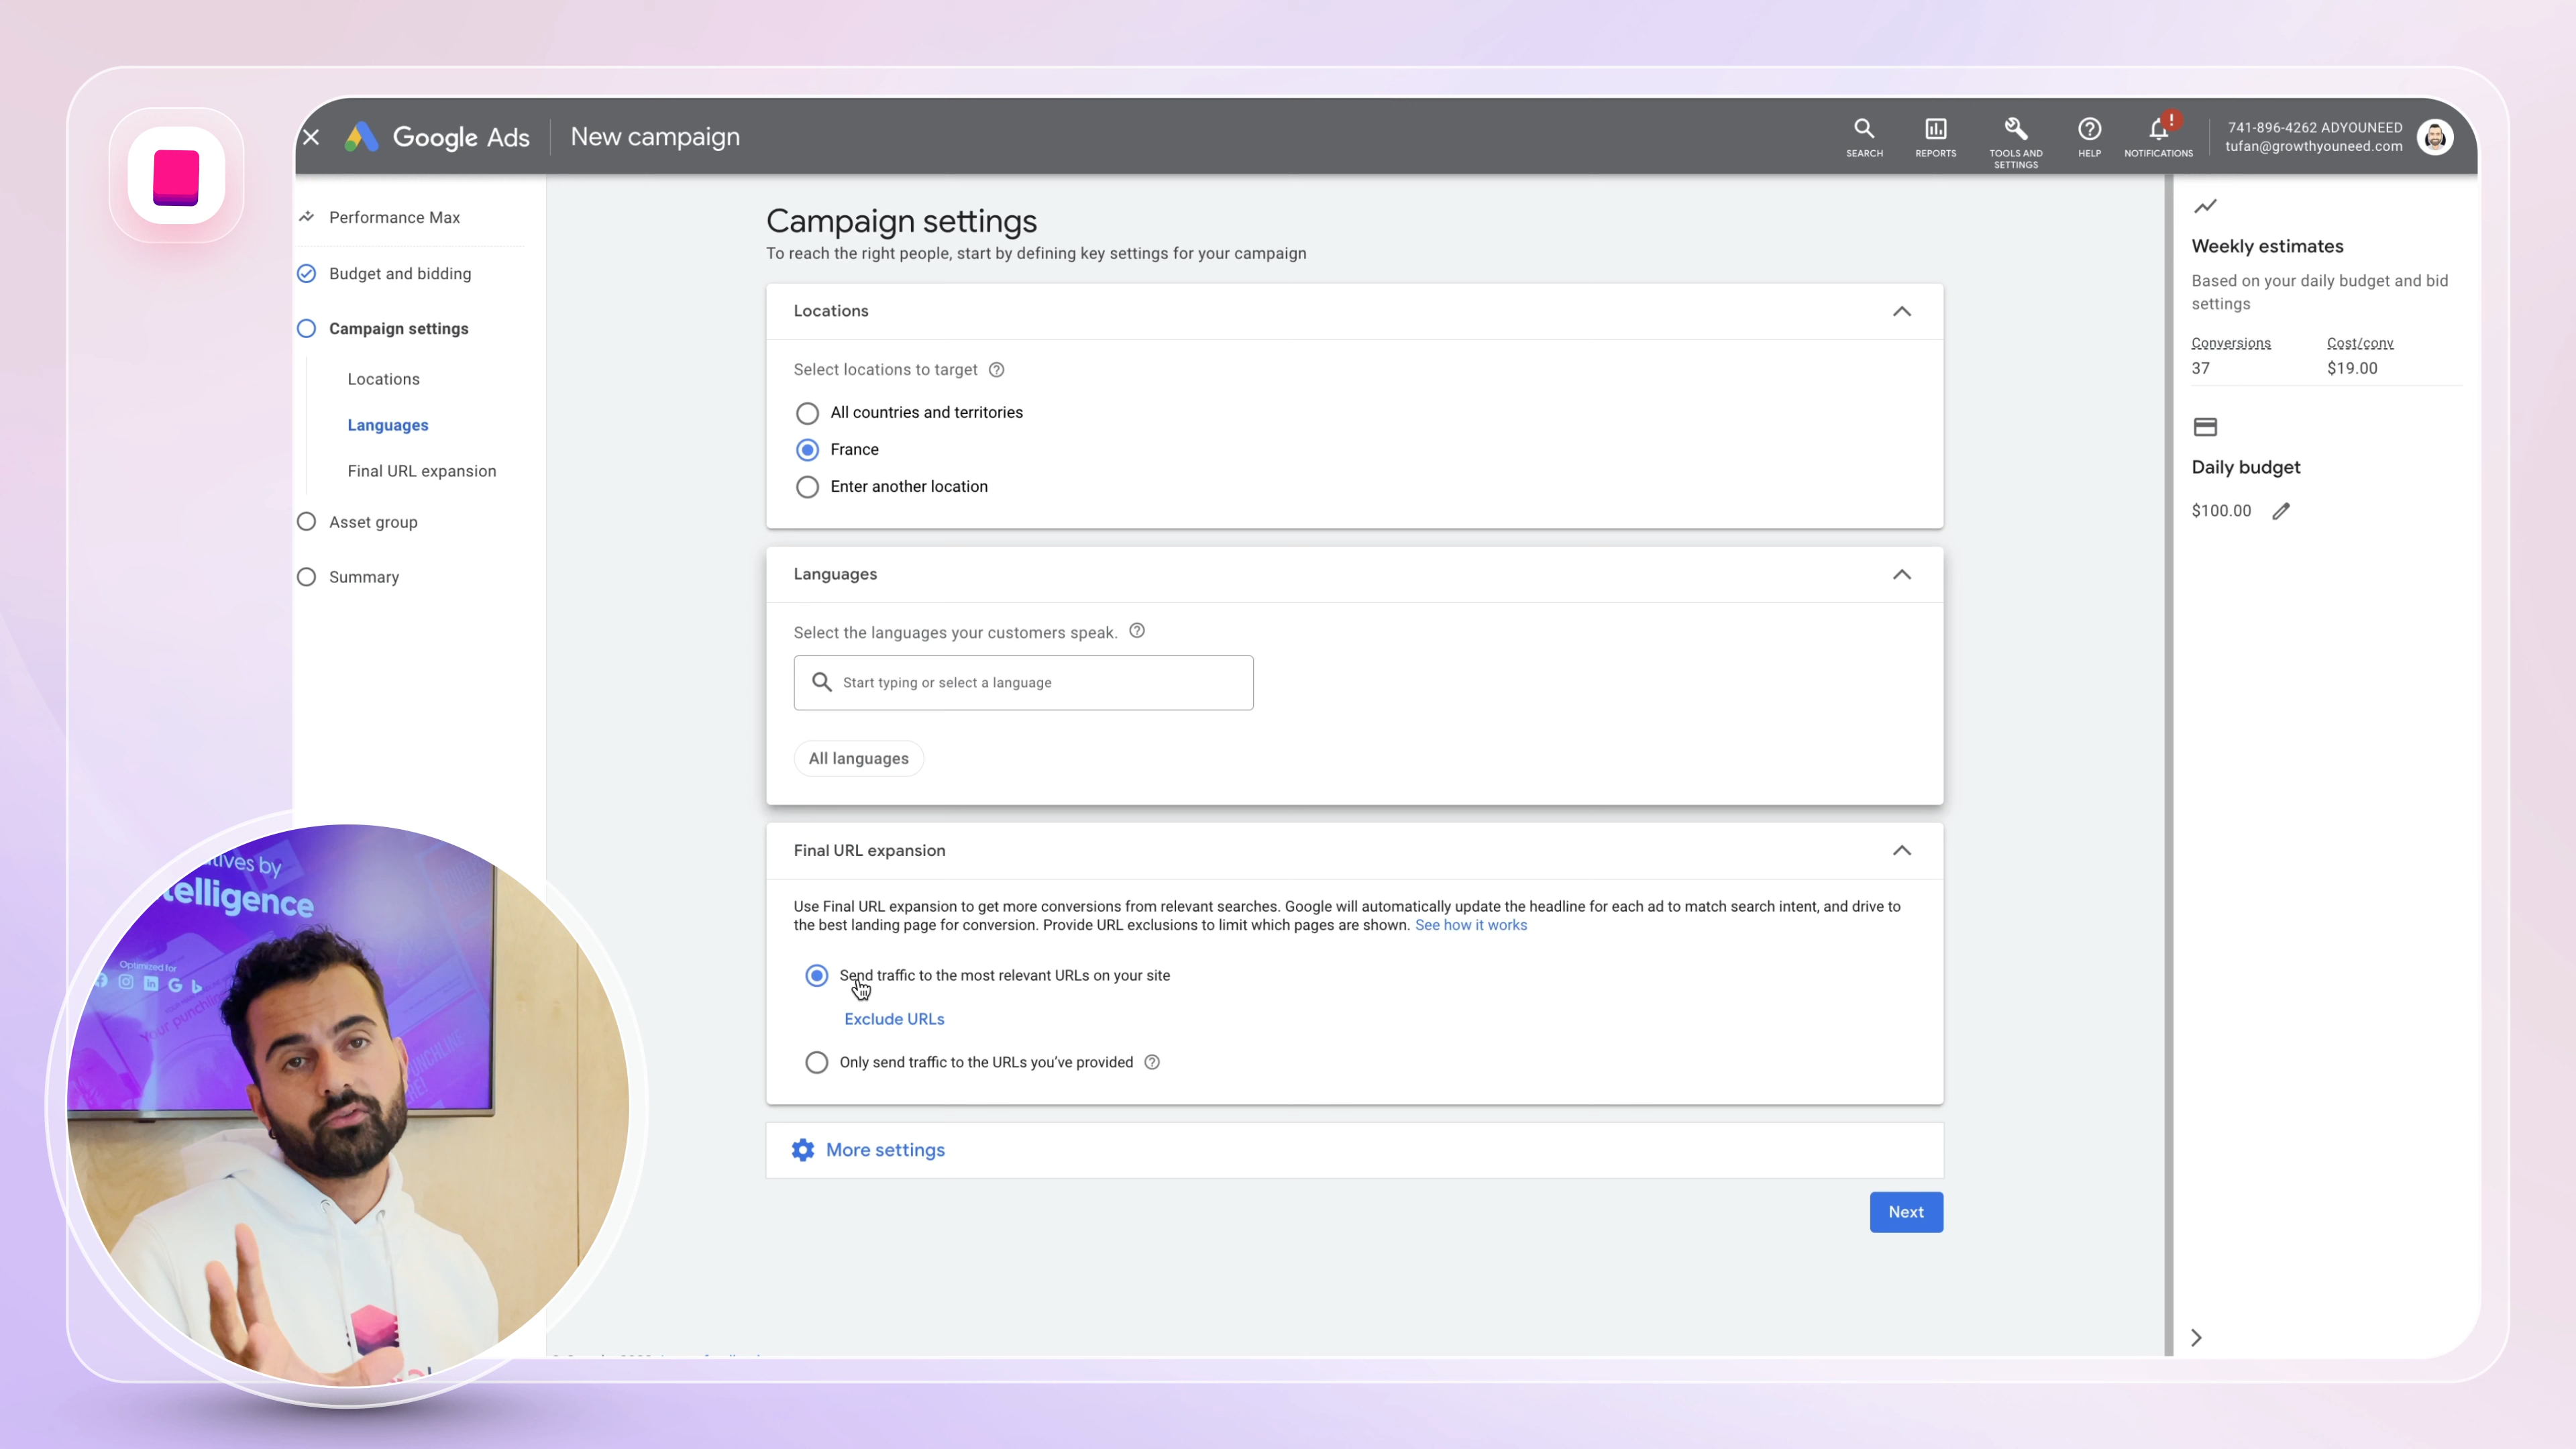 Google Ads
New campaign
SEARCH
REPORTS
TOOLS AND
SETTINGS
HELP
!
NOTIFICATIONS
741-896-4262 ADYOUNEED
tufan@growthyouneed.com
Performance Max
Budget and bidding
Campaign settings
Locations
Languages
Final URL expansion
Asset group
Summary
Campaign settings
To reach the right people, start by defining key settings for your campaign
Locations
Select locations to target
All countries and territories
France
Enter another location
Languages
Select the languages your customers speak.
Start typing or select a language
All languages
Final URL expansion
Use Final URL expansion to get more conversions from relevant searches. Google will automatically update the headline for each ad to match search intent, and drive to
the best landing page for conversion. Provide URL exclusions to limit which pages are shown. See how it works
Send traffic to the most relevant URLs on your site
Exclude URLs
Only send traffic to the URLs you've provided
More settings
Next
Weekly estimates
Based on your daily budget and bid
settings
Conversions
Cost/conv
37
$19.00
Daily budget
$100.00
tives by
telligence
Optimized for
Your punchline